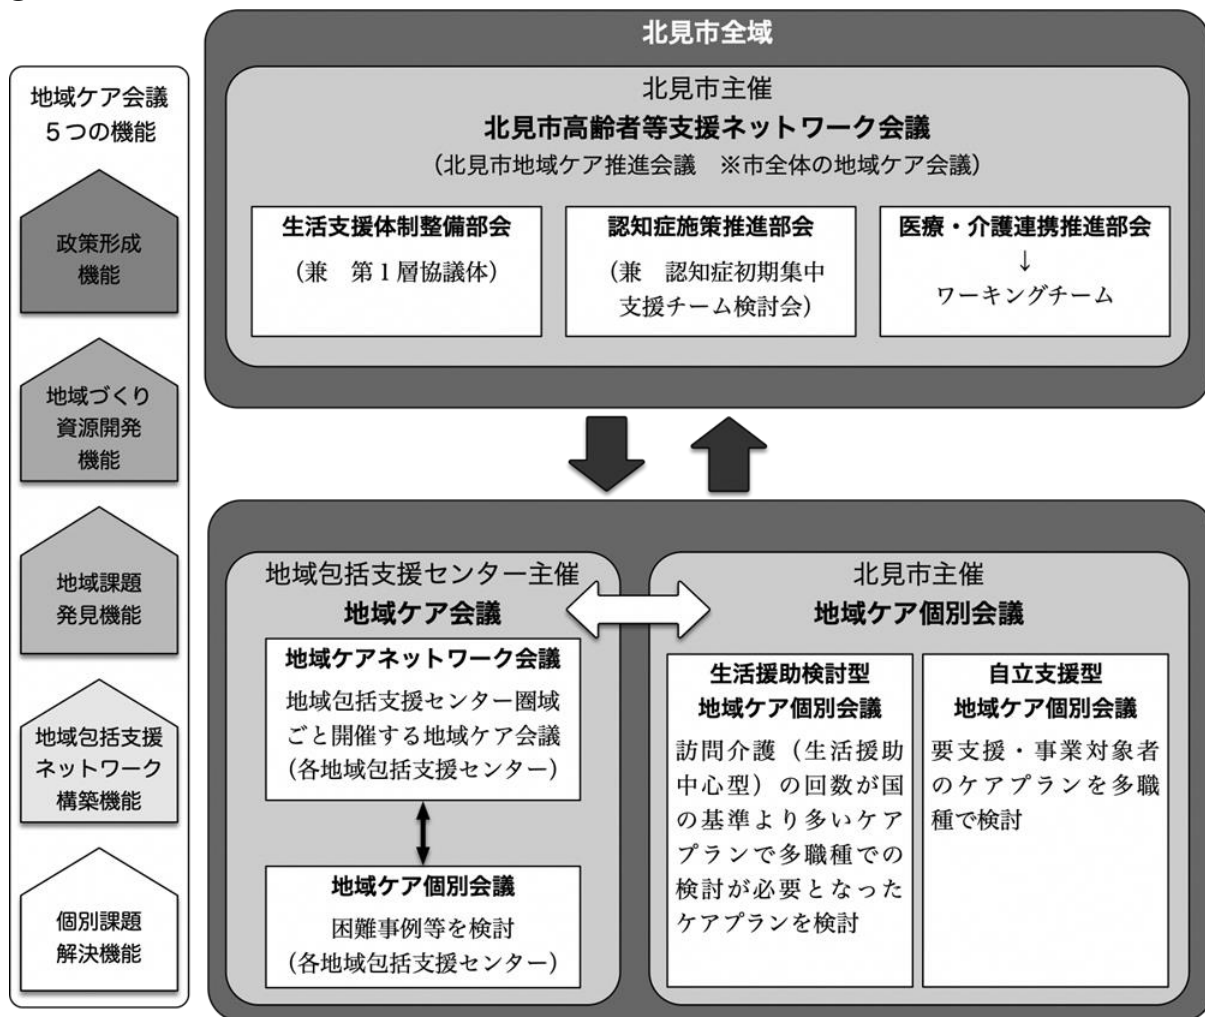 地域ケア会議
５つの機能
政策形成
機能
地域づくり
資源開発
機能
地域課題
発見機能
地域包括支援
ネットワーク
構築機能
個別課題
解決機能
北見市全域
北見市主催
北見市高齢者等支援ネットワーク会議
（北見市地域ケア推進会議　※市全体の地域ケア会議）
生活支援体制整備部会
（兼　第１層協議体）
認知症施策推進部会
（兼　認知症初期集中
支援チーム検討会）
医療・介護連携推進部会
↓
ワーキングチーム
地域包括支援センター主催
地域ケア会議
地域ケアネットワーク会議
地域包括支援センター圏域
ごと開催する地域ケア会議
（各地域包括支援センター）
地域ケア個別会議
困難事例等を検討
（各地域包括支援センター）
北見市主催
地域ケア個別会議
生活援助検討型
地域ケア個別会議
訪問介護（生活援助
中心型）の回数が国
の基準より多いケア
プランで多職種での
検討が必要となった
ケアプランを検討
自立支援型
地域ケア個別会議
要支援・事業対象者
のケアプランを多職
種で検討